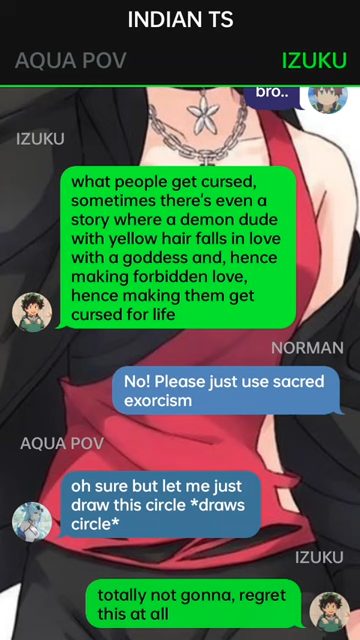 INDIAN TS
AQUA POV
IZUKU
bro..
IZUKU
what people get cursed,
sometimes there's even a
story where a demon dude
with yellow hair falls in love
with a goddess and, hence
making forbidden love,
hence making them get
cursed for life
NORMAN
No! Please just use sacred
exorcism
AQUA POV
oh sure but let me just
draw this circle *draws
circle*
IZUKU
totally not gonna, regret
this at all